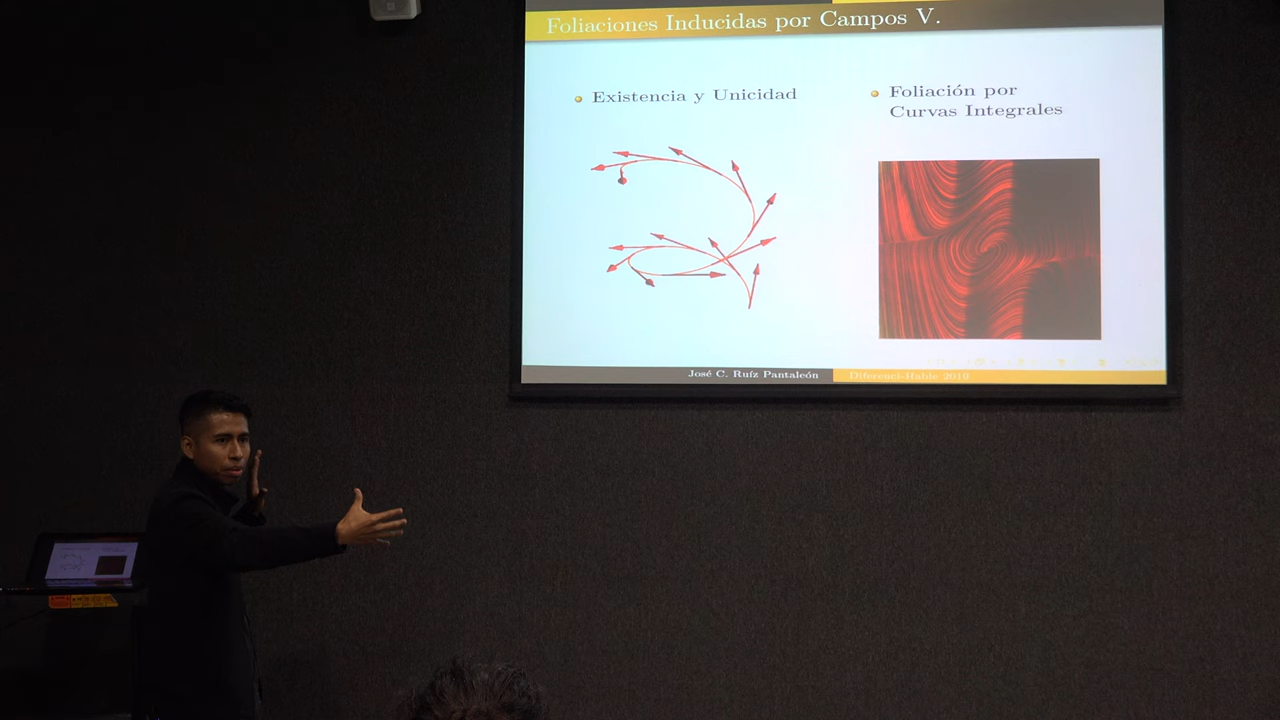 Foliaciones Inducidas por Campos V.
Existencia y Unicidad
Foliación por
Curvas Integrales
José C. Ruíz Pantaleón
Diferenci-Hable 2019